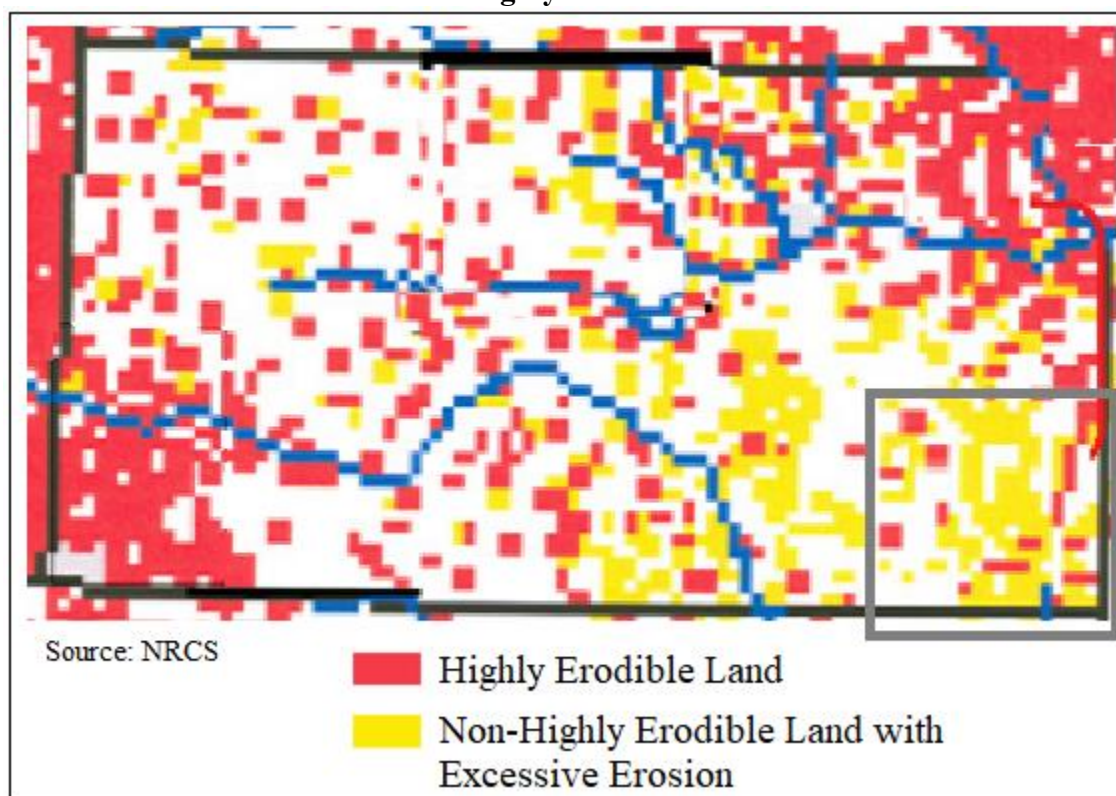 Source: NRCS
Highly Erodible Land
Non-Highly Erodible Land with
Excessive Erosion